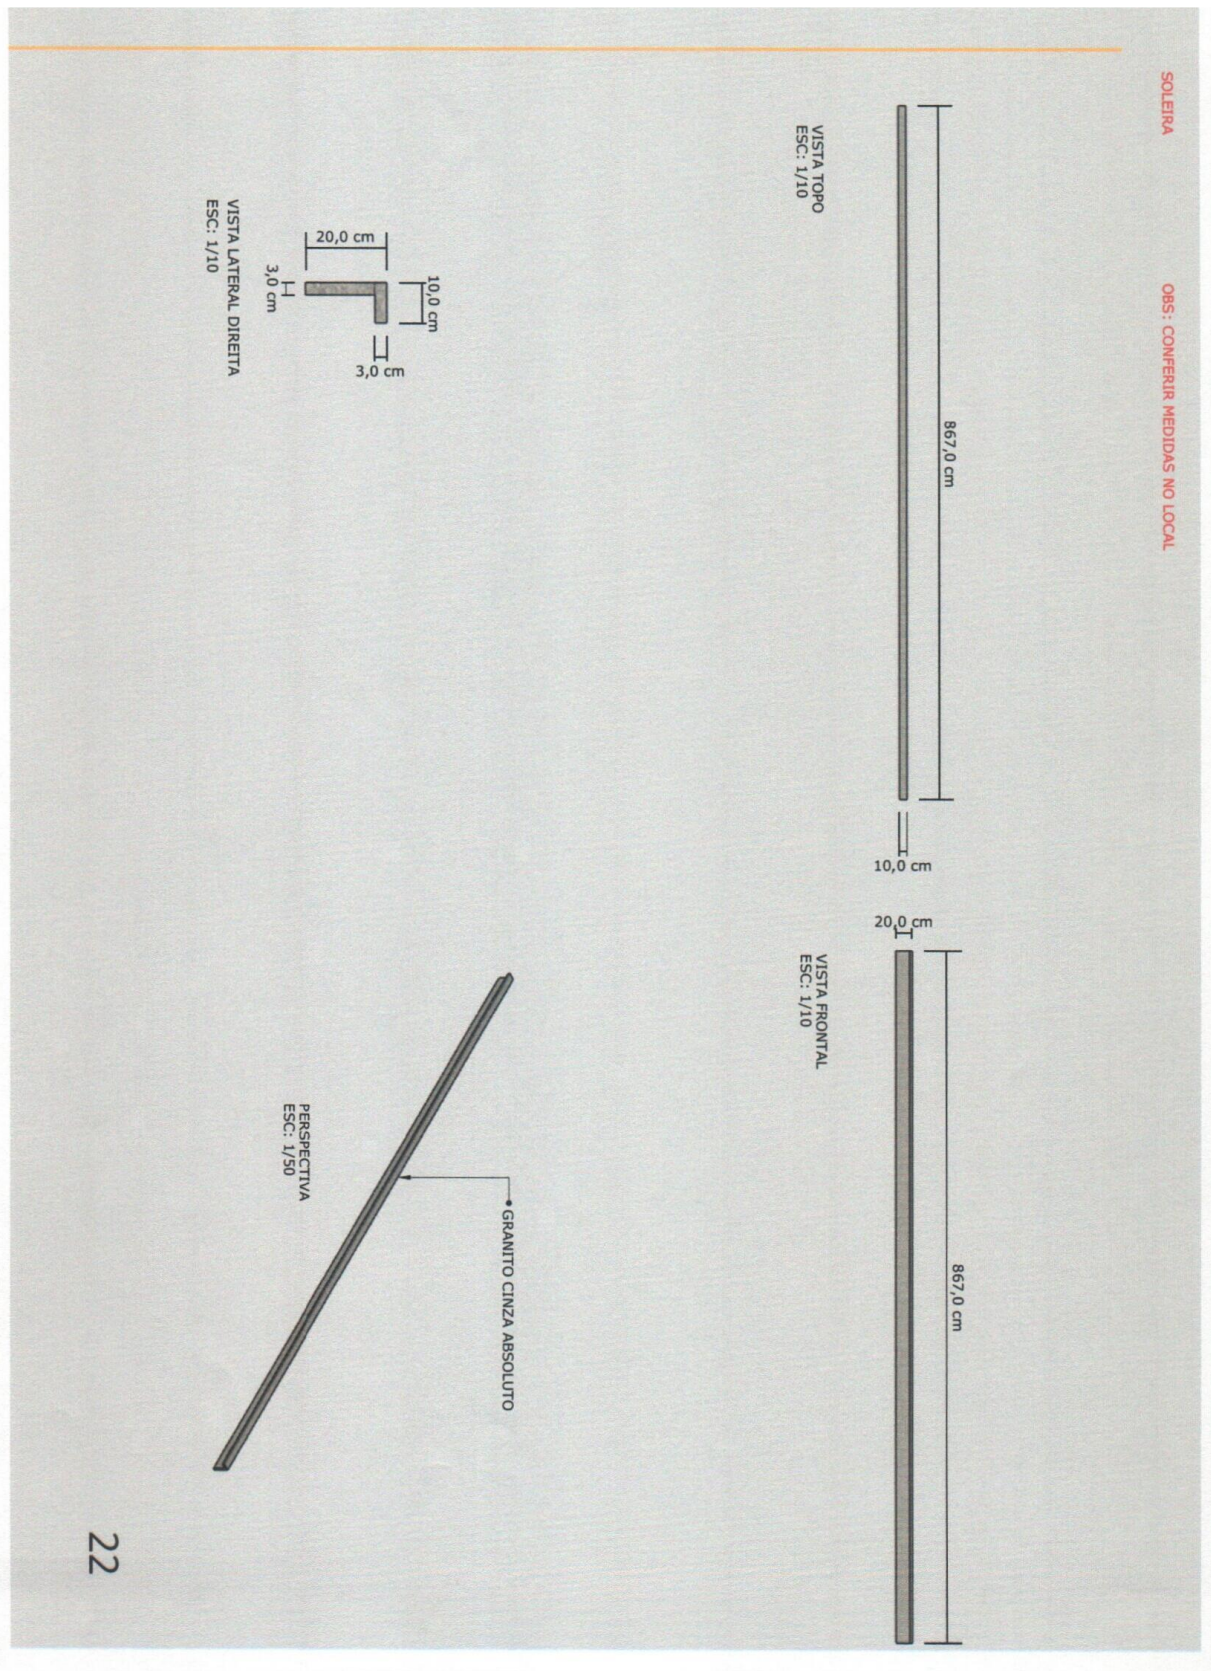 SOLEIRA
OBS: CONFERIR MEDIDAS NO LOCAL
867,0 cm
10,0 cm
VISTA TOPO
ESC: 1/10
867,0 cm
20,0 cm
VISTA FRONTAL
ESC: 1/10
10,0 cm
20,0 cm
3,0 cm
3,0 cm
VISTA LATERAL DIREITA
ESC: 1/10
GRANITO CINZA ABSOLUTO
PERSPECTIVA
ESC: 1/50
22